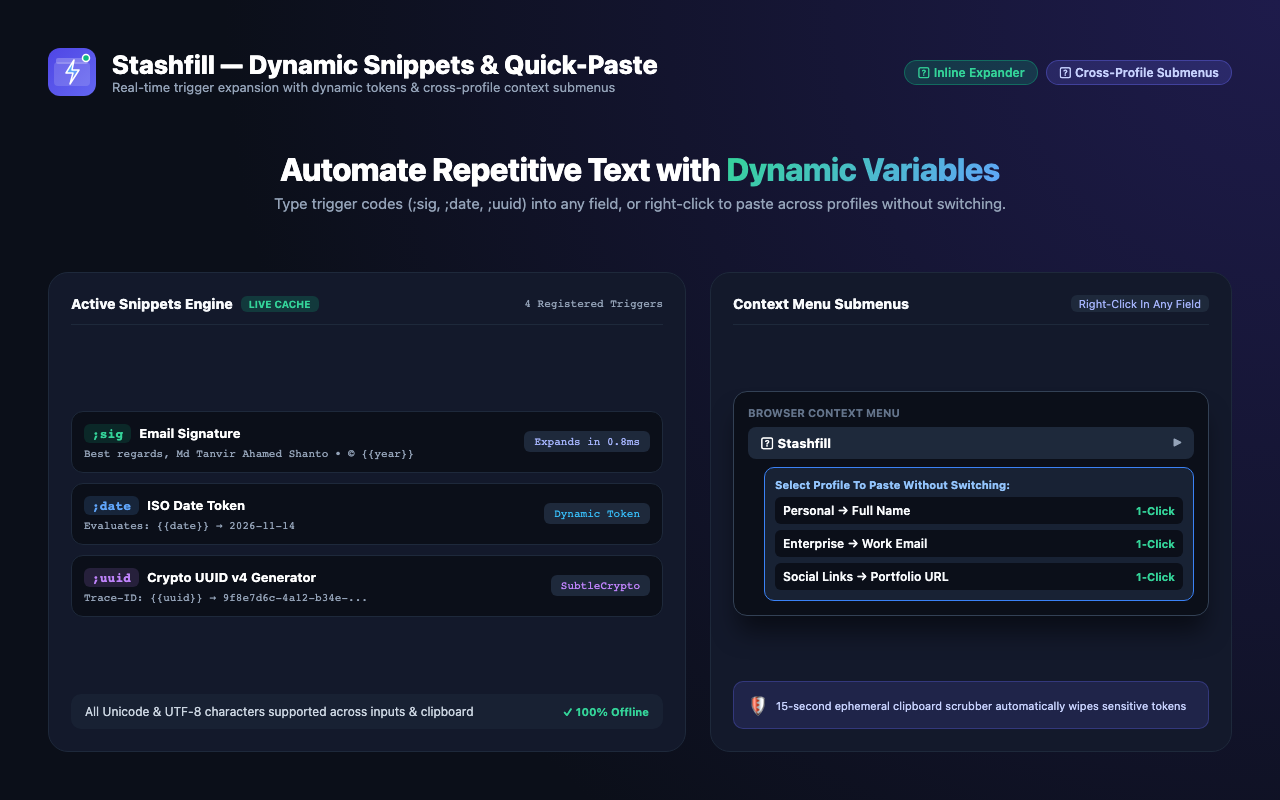 Stashfill — Dynamic Snippets & Quick-Paste
Real-time trigger expansion with dynamic tokens & cross-profile context submenus
Inline Expander
Cross-Profile Submenus
Automate Repetitive Text with Dynamic Variables
Type trigger codes (;sig, ;date, ;uuid) into any field, or right-click to paste across profiles without switching.
Active Snippets Engine
LIVE CACHE
4 Registered Triggers
;sig
Email Signature
Best regards, Md Tanvir Ahamed Shanto • © {{year}}
Expands in 0.8ms
;date
ISO Date Token
Evaluates: {{date}} → 2026-11-14
Dynamic Token
;uuid
Crypto UUID v4 Generator
Trace-ID: {{uuid}} → 9f8e7d6c-4a12-b34e-...
SubtleCrypto
All Unicode & UTF-8 characters supported across inputs & clipboard
✓ 100% Offline
Context Menu Submenus
Right-Click In Any Field
BROWSER CONTEXT MENU
Stashfill
▶
Select Profile To Paste Without Switching:
Personal → Full Name
1-Click
Enterprise → Work Email
1-Click
Social Links → Portfolio URL
1-Click
15-second ephemeral clipboard scrubber automatically wipes sensitive tokens